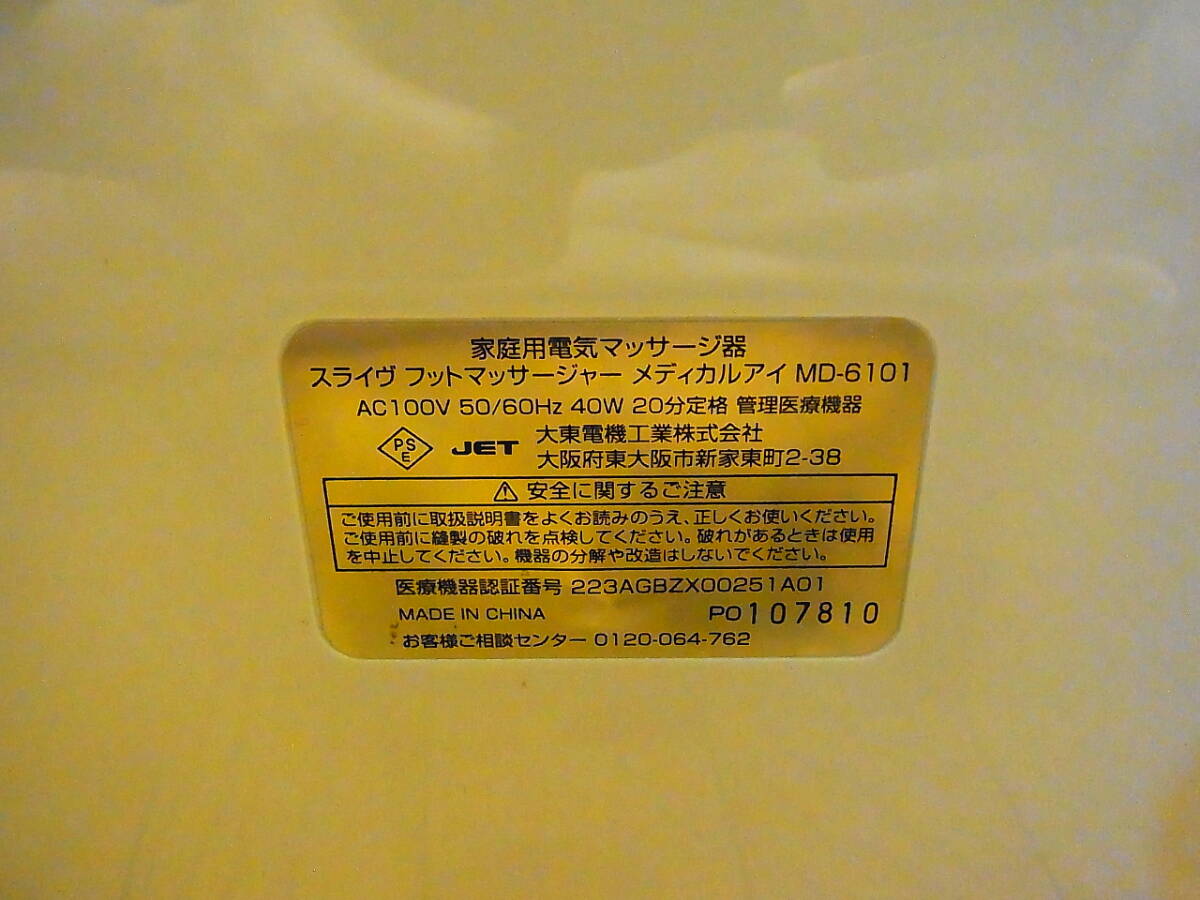 家庭用電気マッサージ器
スライヴ フットマッサージャー メディカルアイ MD-6101
AC100V 50/60Hz 40W 20分定格 管理医療機器
PS E JET 大東電機工業株式会社
大阪府東大阪市新家東町2-38
⚠ 安全に関するご注意
ご使用前に取扱説明書をよくお読みのうえ、正しくお使いください。
ご使用前に縫製の破れを点検してください。破れがあるときは使用
を中止してください。機器の分解や改造はしないでください。
医療機器認証番号 223AGBZX00251A01
MADE IN CHINA PO107810
お客様ご相談センター 0120-064-762